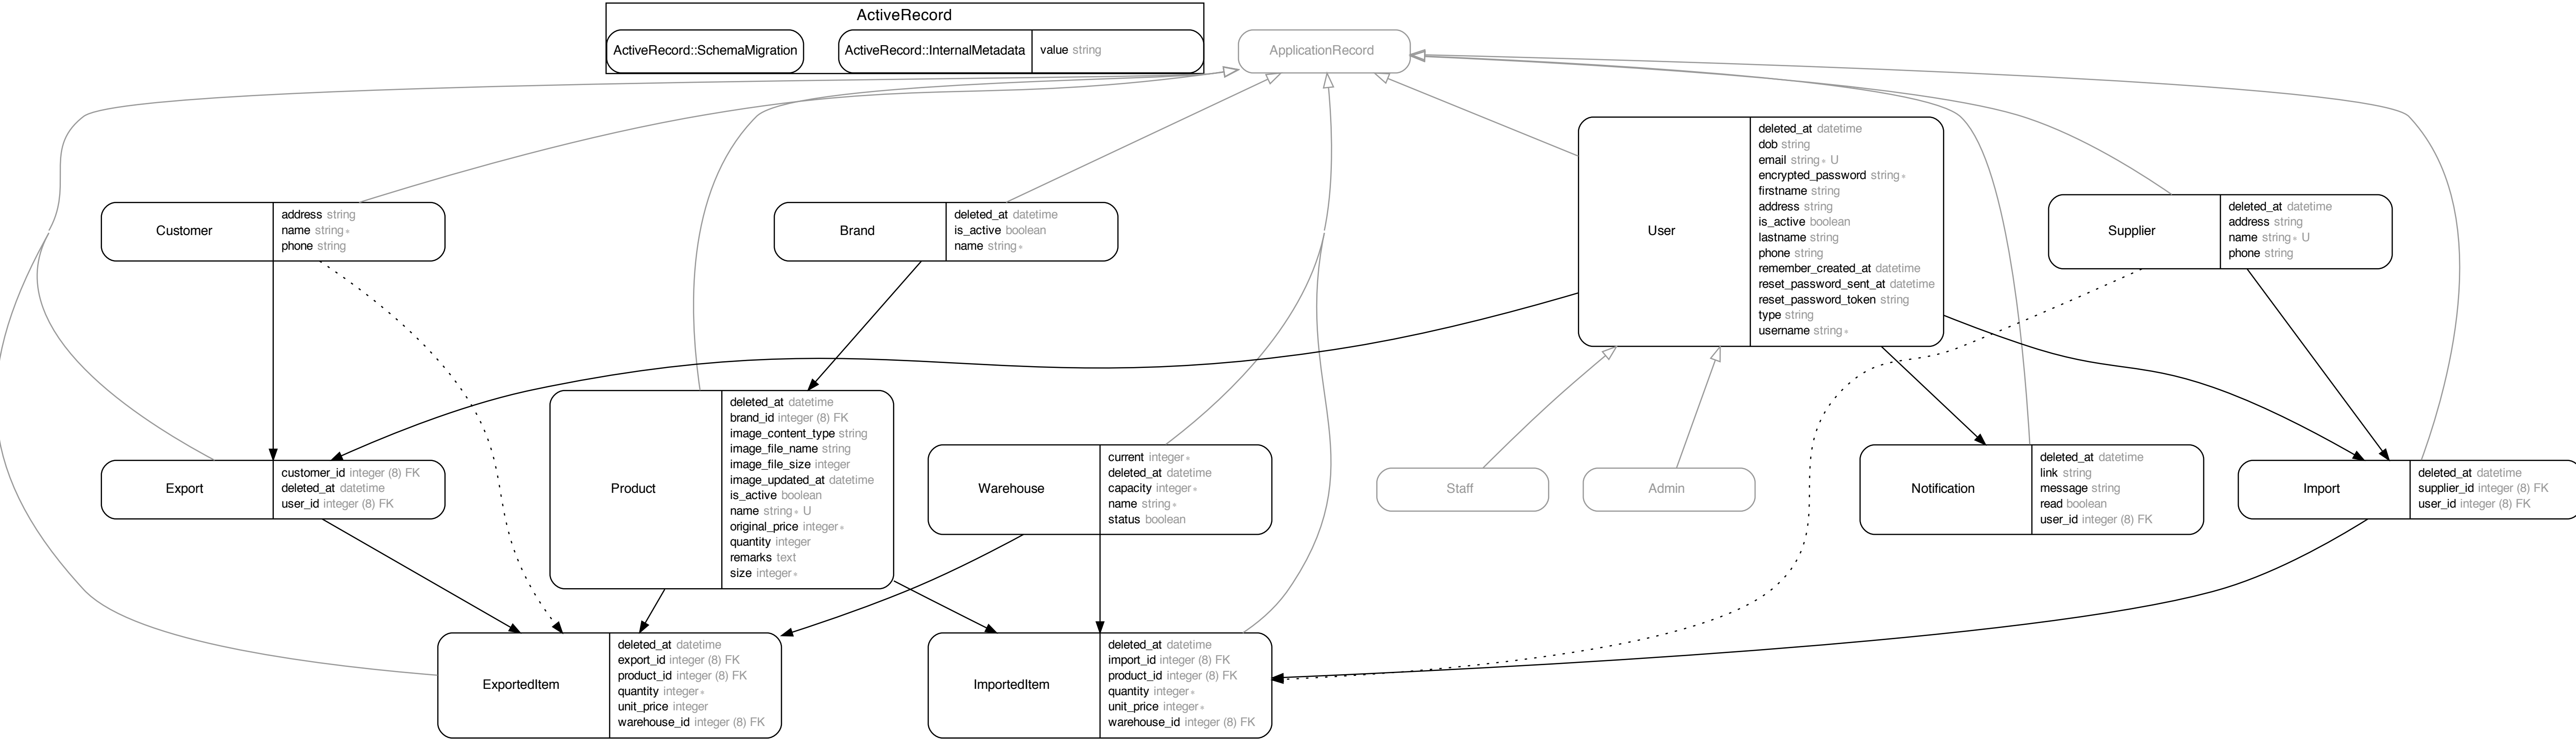 ActiveRecord
ActiveRecord::SchemaMigration
ActiveRecord::InternalMetadata
value string
ApplicationRecord
Customer
address string
name string ∗
phone string
Brand
deleted_at datetime
is_active boolean
name string ∗
User
deleted_at datetime
dob string
email string ∗ U
encrypted_password string ∗
firstname string
address string
is_active boolean
lastname string
phone string
remember_created_at datetime
reset_password_sent_at datetime
reset_password_token string
type string
username string ∗
Supplier
deleted_at datetime
address string
name string ∗ U
phone string
Export
customer_id integer (8) FK
deleted_at datetime
user_id integer (8) FK
Product
deleted_at datetime
brand_id integer (8) FK
image_content_type string
image_file_name string
image_file_size integer
image_updated_at datetime
is_active boolean
name string ∗ U
original_price integer ∗
quantity integer
remarks text
size integer ∗
Warehouse
current integer ∗
deleted_at datetime
capacity integer ∗
name string ∗
status boolean
Staff
Admin
Notification
deleted_at datetime
link string
message string
read boolean
user_id integer (8) FK
Import
deleted_at datetime
supplier_id integer (8) FK
user_id integer (8) FK
ExportedItem
deleted_at datetime
export_id integer (8) FK
product_id integer (8) FK
quantity integer ∗
unit_price integer
warehouse_id integer (8) FK
ImportedItem
deleted_at datetime
import_id integer (8) FK
product_id integer (8) FK
quantity integer ∗
unit_price integer ∗
warehouse_id integer (8) FK